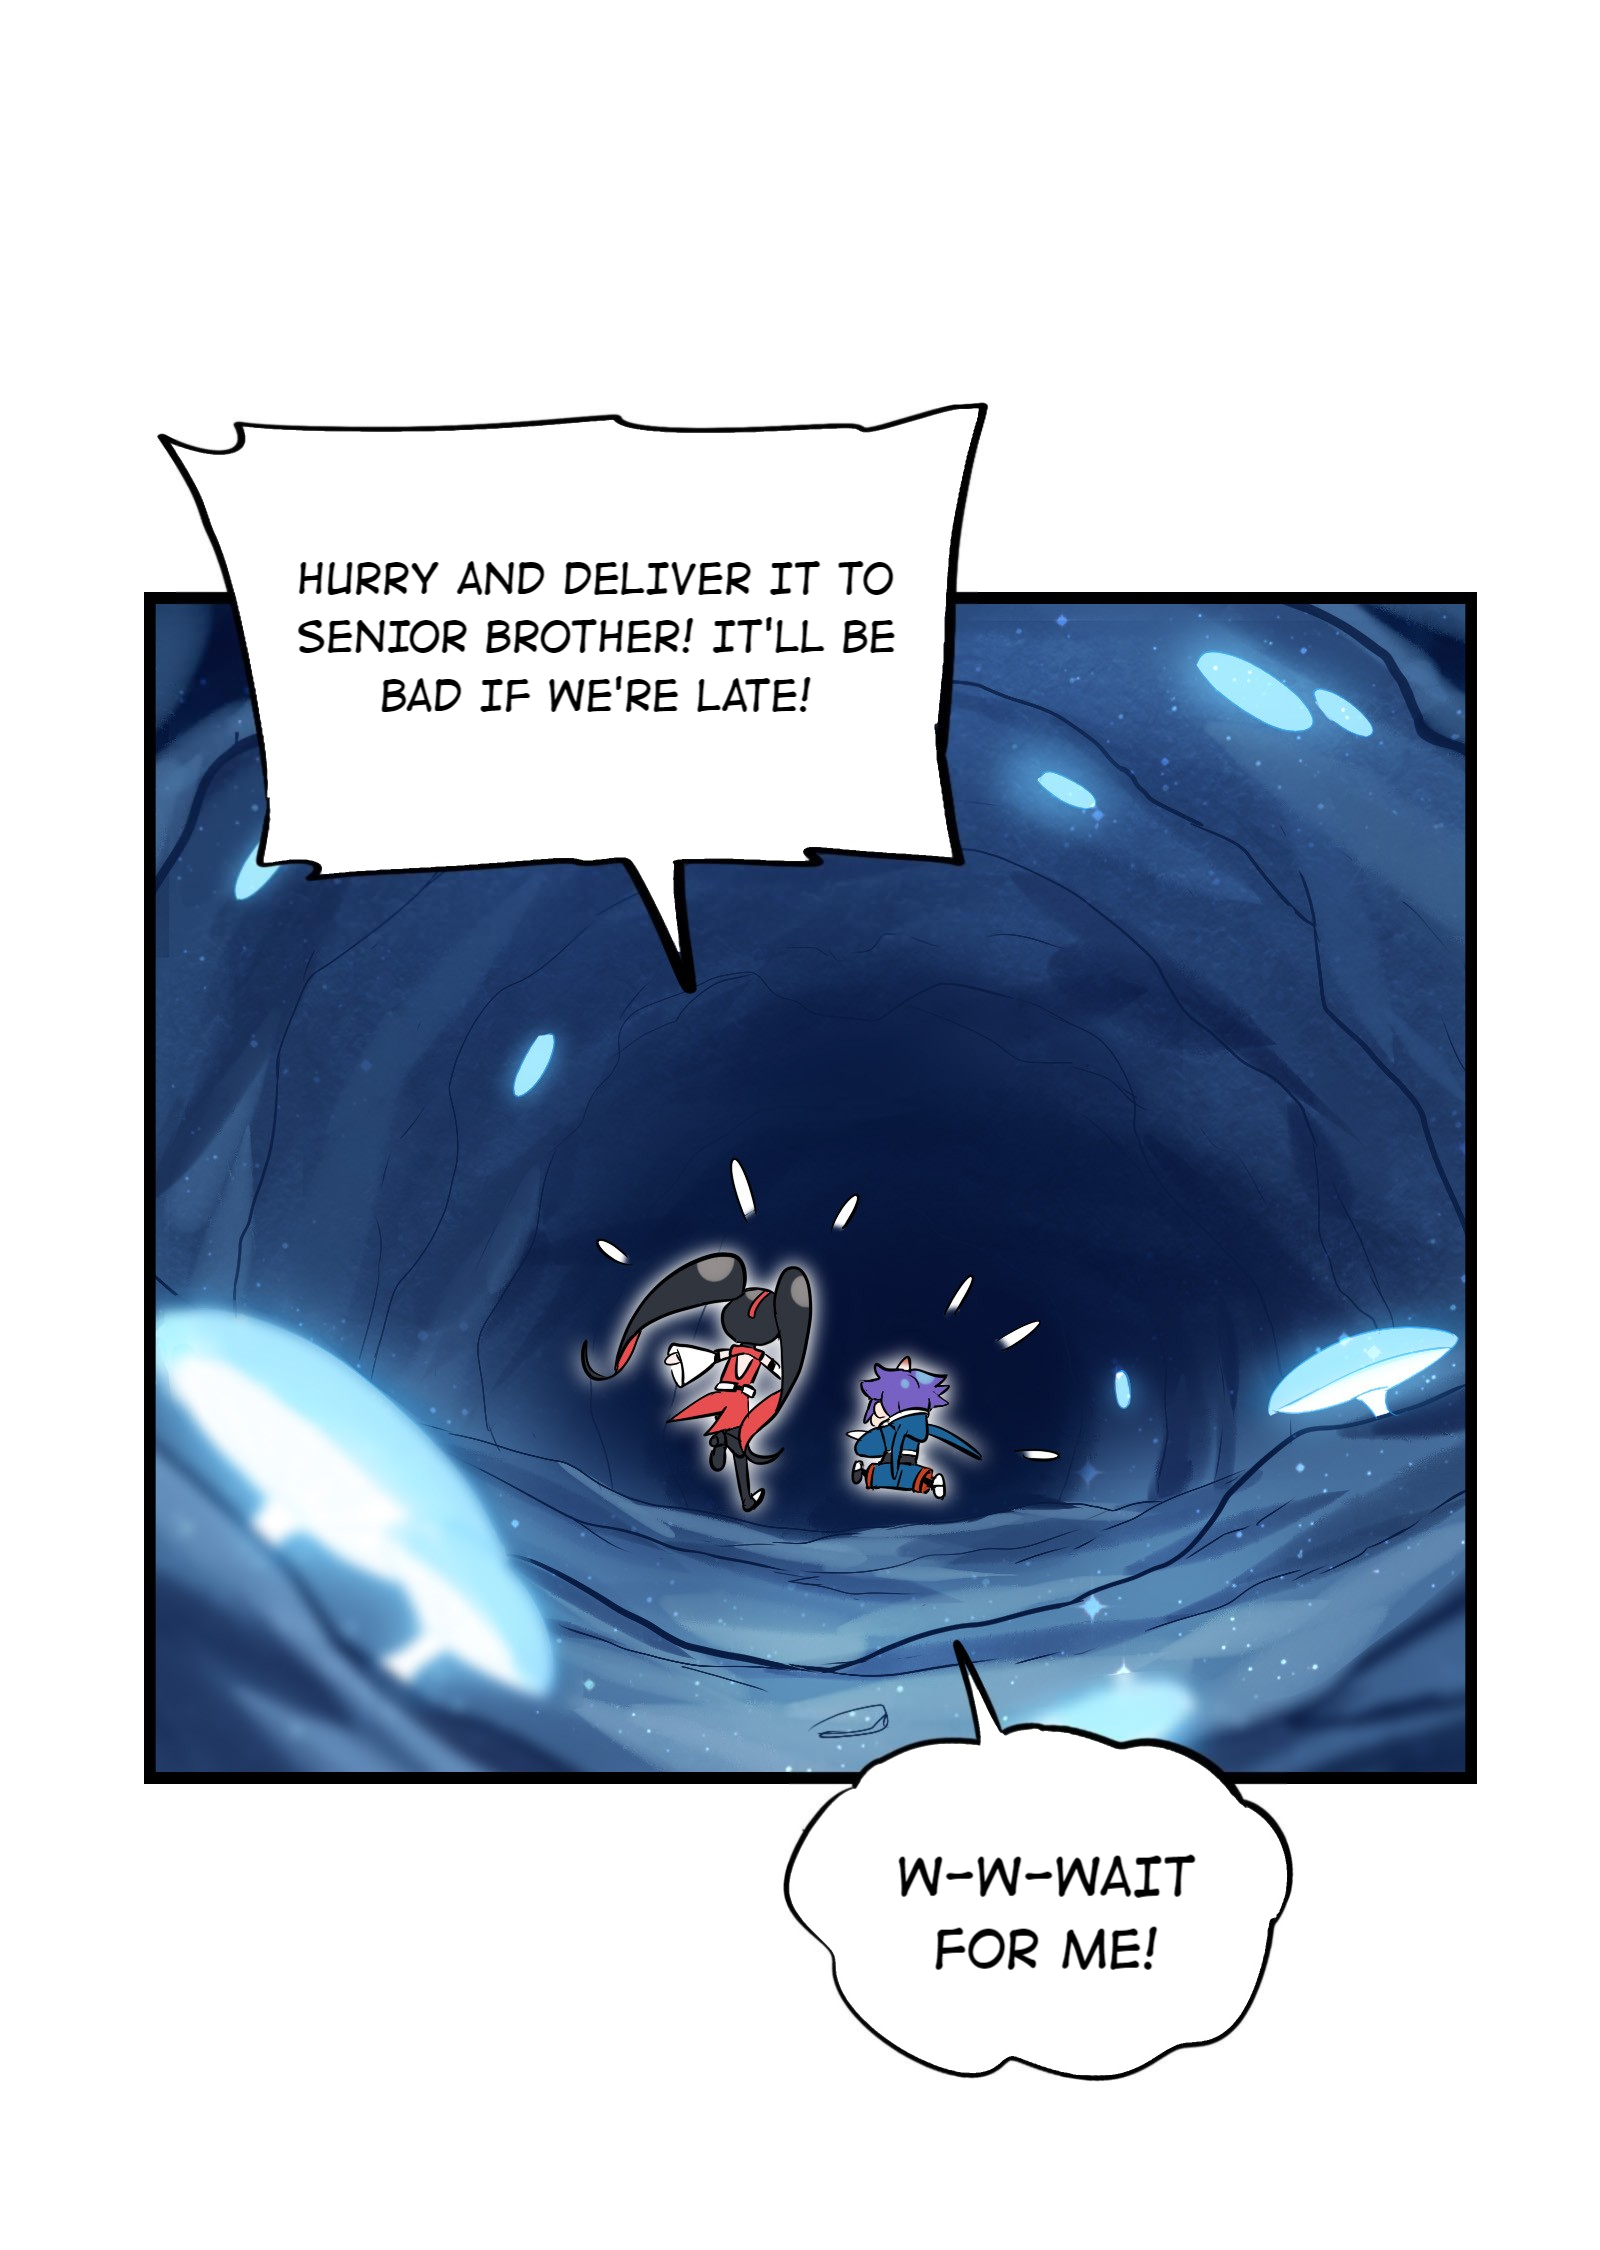 HURRY AND DELIVER IT TO
SENIOR BROTHER! IT'LL BE
BAD IF WE'RE LATE!
W-W-WAIT
FOR ME!